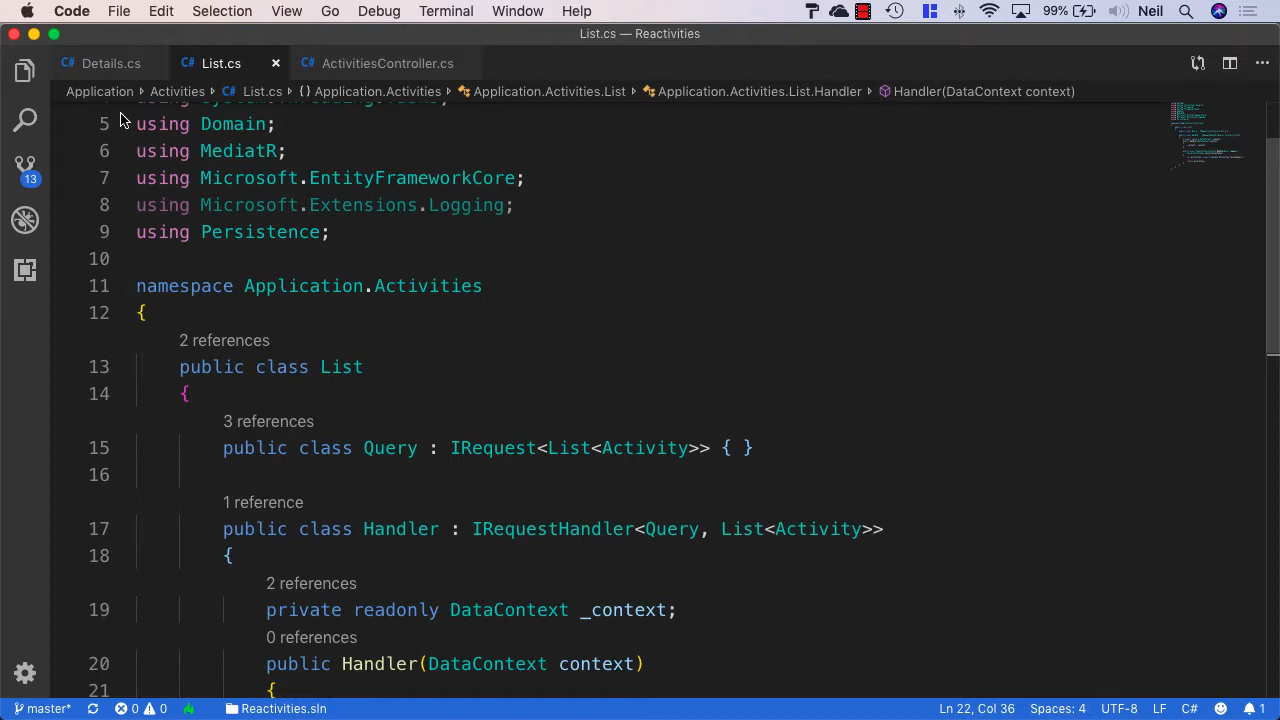 Code File Edit Selection View Go Debug Terminal Window Help 99% Neil
List.cs — Reactivities
C# Details.cs C# List.cs × C# ActivitiesController.cs
Application › Activities › C# List.cs › {} Application.Activities › Application.Activities.List › Application.Activities.List.Handler › Handler(DataContext context)
5 using Domain;
6 using MediatR;
7 using Microsoft.EntityFrameworkCore;
8 using Microsoft.Extensions.Logging;
9 using Persistence;
10
11 namespace Application.Activities
12 {
2 references
13 public class List
14 {
3 references
15 public class Query : IRequest<List<Activity>> { }
16
1 reference
17 public class Handler : IRequestHandler<Query, List<Activity>>
18 {
2 references
19 private readonly DataContext _context;
0 references
20 public Handler(DataContext context)
21 {
13
master* 0 0 Reactivities.sln Ln 22, Col 36 Spaces: 4 UTF-8 LF C# 1